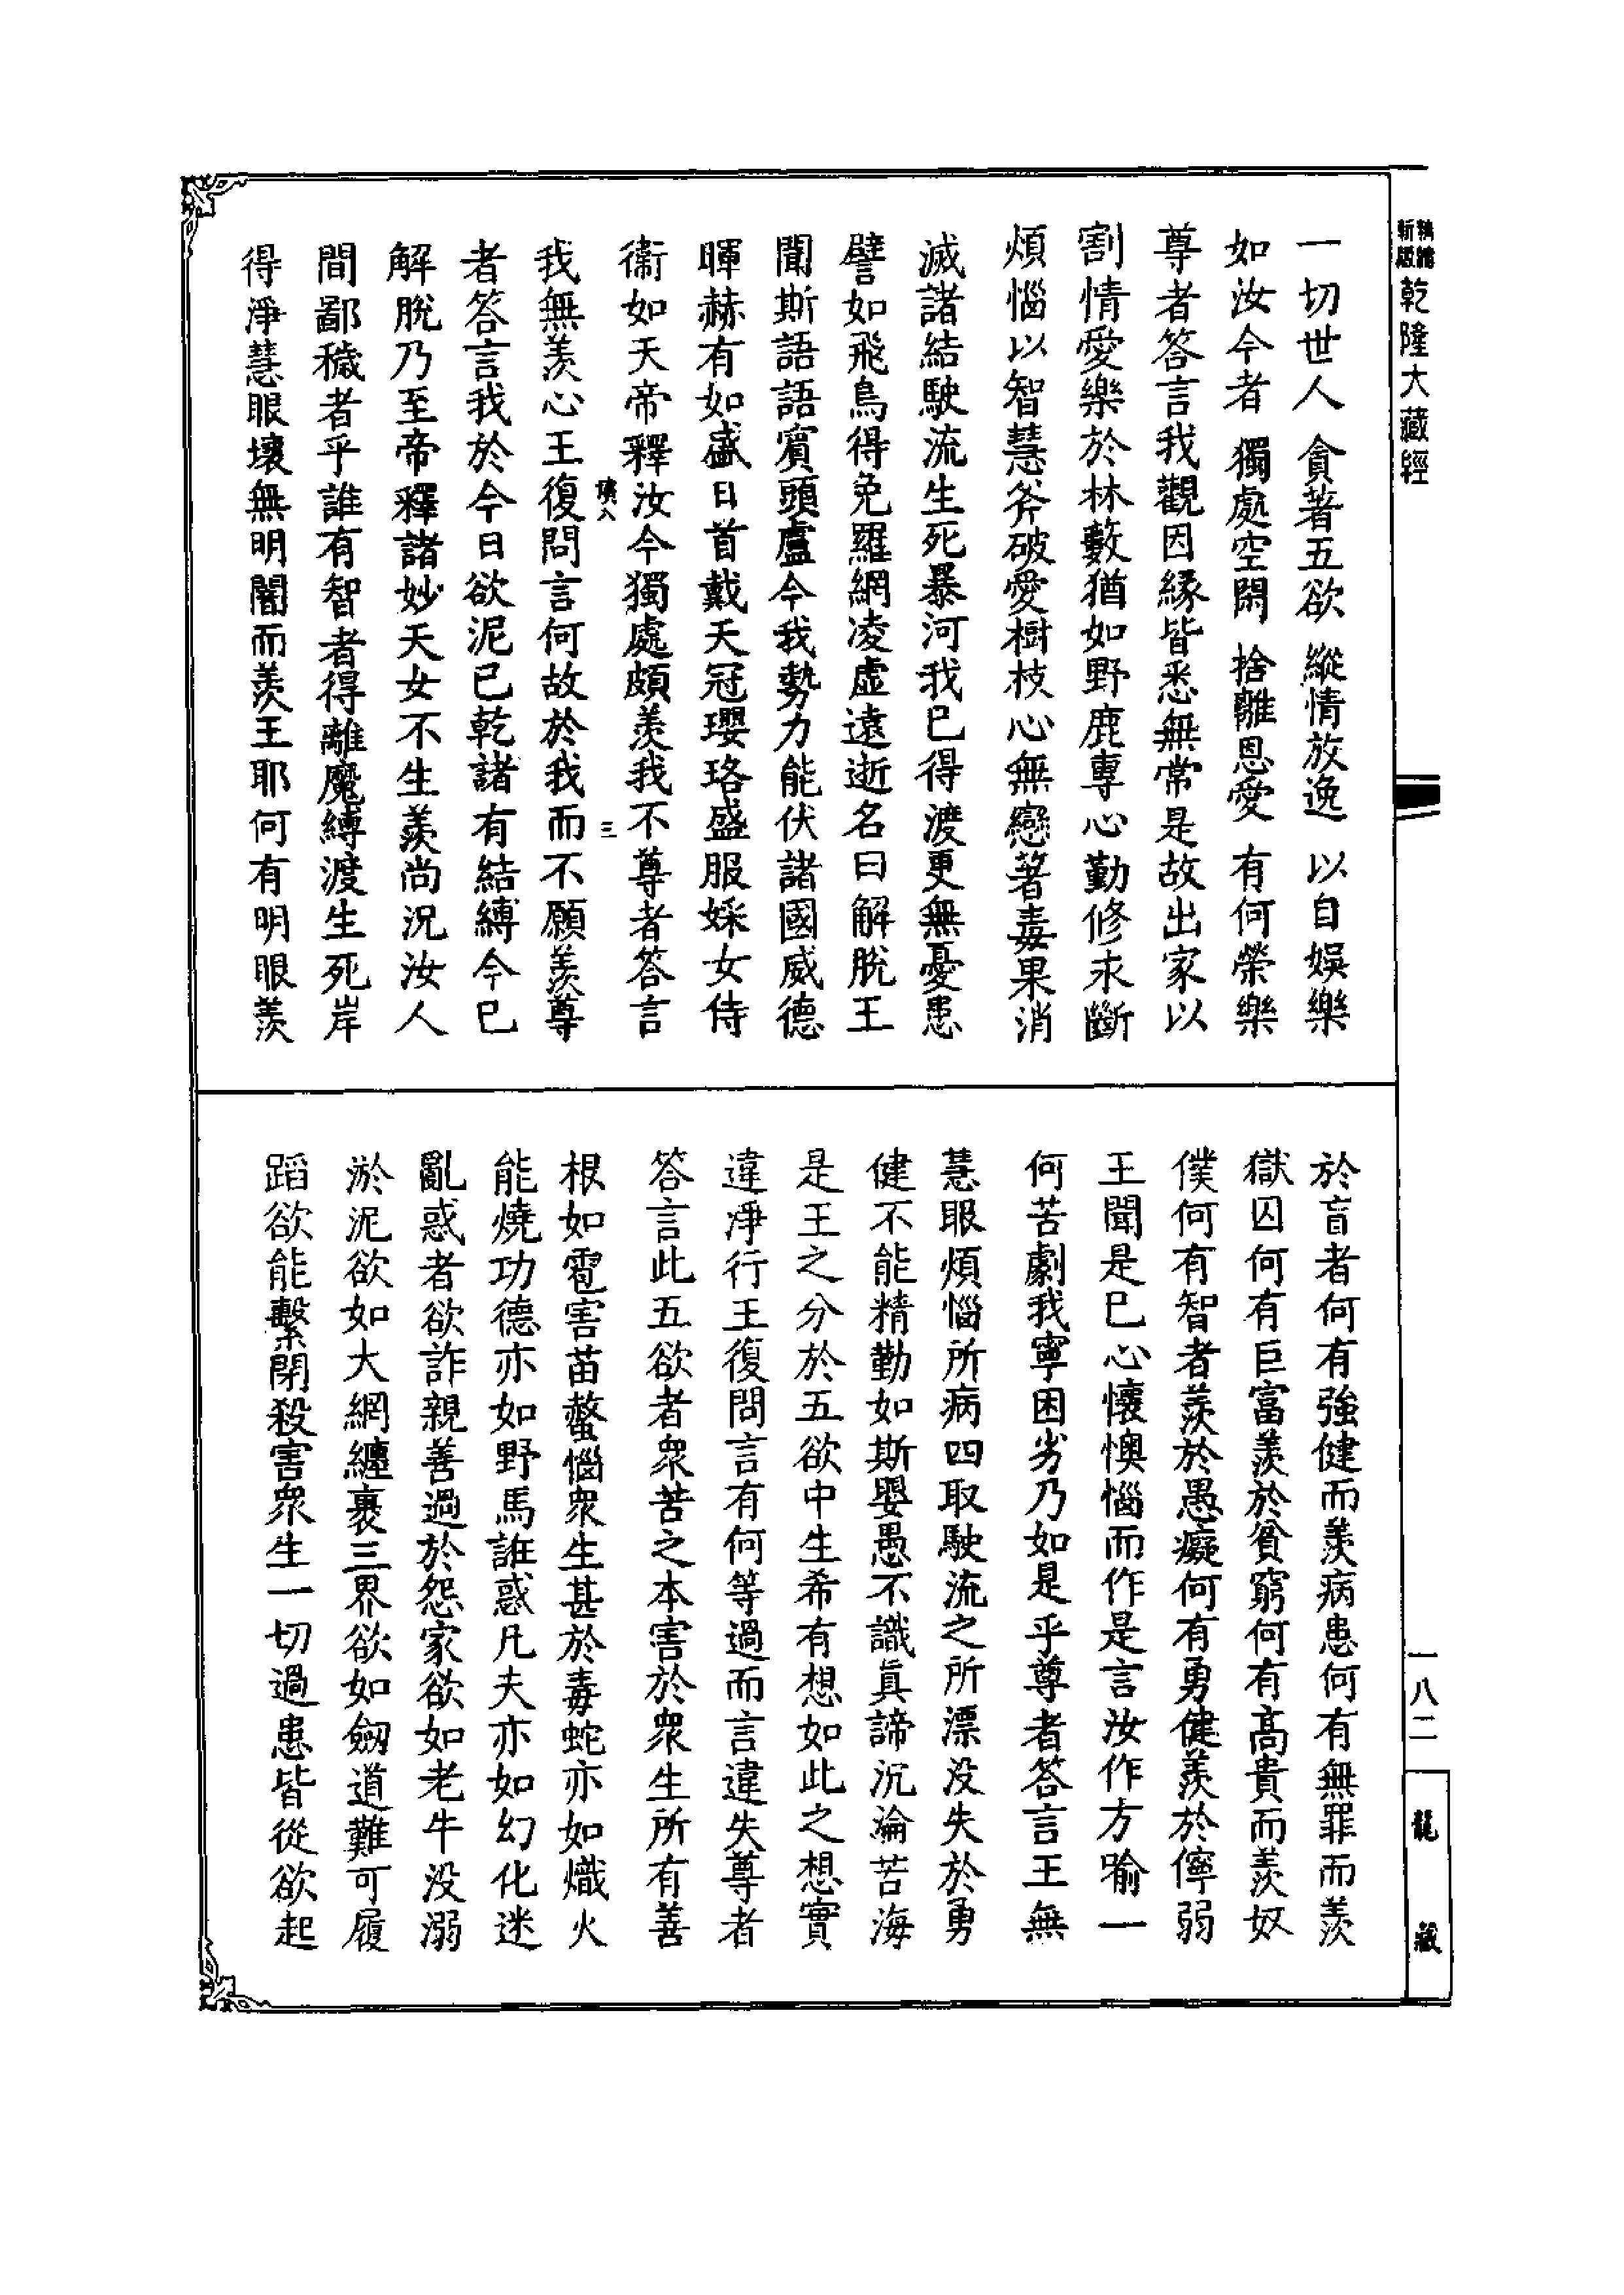 乾隆大藏經
一切世人　貪著五欲　縱情放逸　以自娛樂
如汝今者　獨處空閑　捨離恩愛　有何榮樂
尊者答言我觀因緣皆悉無常是故出家以
割情愛樂於林藪猶如野鹿專心勤修求斷
煩惱以智慧斧破愛樹枝心無戀著毒果消
滅諸結駛流生死暴河我已得渡更無憂患
譬如飛鳥得免羅網凌虛遠逝名曰解脫王
聞斯語語賓頭盧今我勢力能伏諸國威德
暉赫有如盛日首戴天冠瓔珞盛服婇女侍
衞如天帝釋汝今獨處頗羨我不尊者答言
三
我無羨心王復問言何故於我而不願羨尊
者答言我於今日欲泥已乾諸有結縛今已
解脫乃至帝釋諸妙天女不生羨尚況汝人
間鄙穢者乎誰有智者得離魔縛渡生死岸
得淨慧眼壞無明闇而羨王耶何有明眼羨
於盲者何有強健而羨病患何有無罪而羨
獄囚何有巨富羨於貧窮何有高貴而羨奴
僕何有智者羨於愚癡何有勇健羨於儜弱
王聞是已心懷懊惱而作是言汝作方喻一
何苦劇我寧困劣乃如是乎尊者答言王無
慧眼煩惱所病四取駛流之所漂没失於勇
健不能精勤如斯嬰愚不識眞諦沉淪苦海
是王之分於五欲中生希有想如此之想實
違淨行王復問言有何等過而言違失尊者
答言此五欲者衆苦之本害於衆生所有善
根如雹害苗螫惱衆生甚於毒蛇亦如熾火
能燒功德亦如野馬誑惑凡夫亦如幻化迷
亂惑者欲詐親善過於怨家欲如老牛没溺
淤泥欲如大網纏裹三界欲如劒道難可履
蹈欲能繫閉殺害衆生一切過患皆從欲起
一八二
龍藏